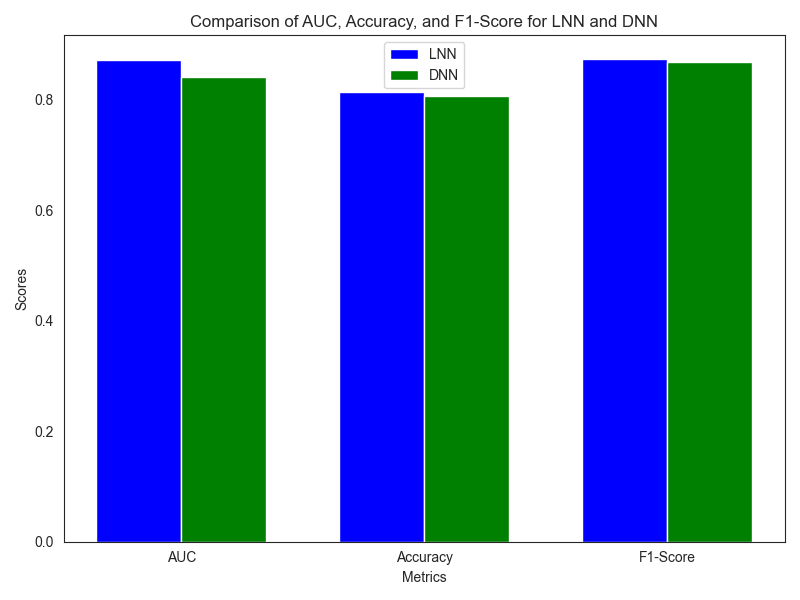 Comparison of AUC, Accuracy, and F1-Score for LNN and DNN
LNN
DNN
0.8
0.6
0.4
0.2
0.0
Scores
AUC
Accuracy
F1-Score
Metrics